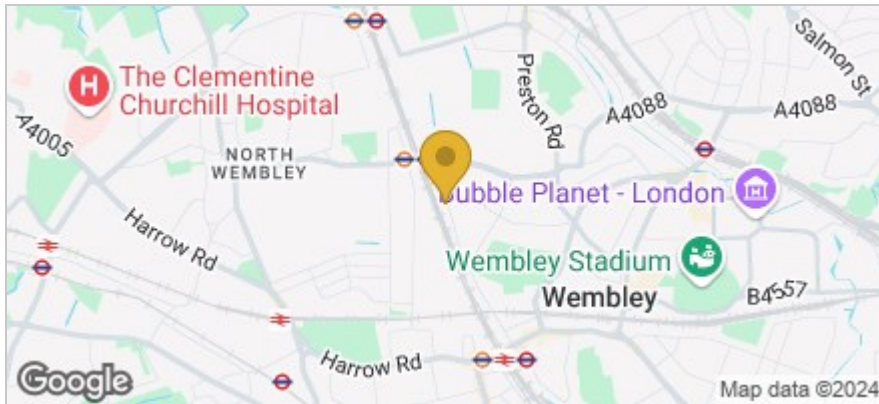 Salmon St
The Clementine
Churchill Hospital
Preston Rd
A4088
A4088
A4005
NORTH
WEMBLEY
Bubble Planet - London
Harrow Rd
Wembley Stadium
Wembley
B4557
Harrow Rd
Google
Map data ©2024